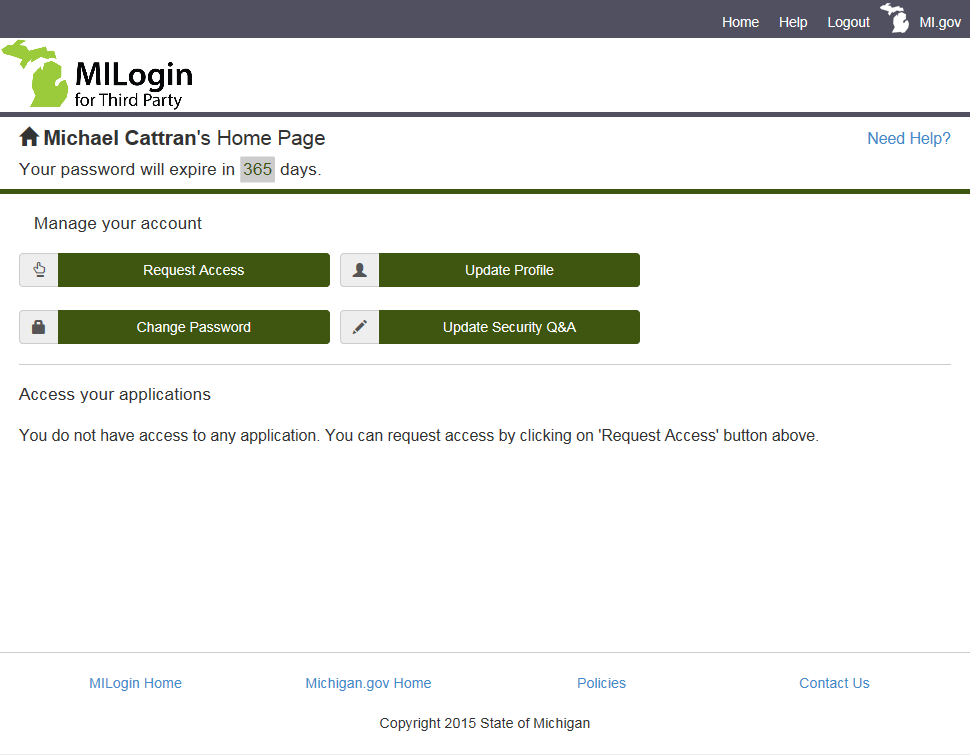 Home Help Logout MI.gov
MILogin
for Third Party
Michael Cattran's Home Page
Need Help?
Your password will expire in 365 days.
Manage your account
Request Access
Update Profile
Change Password
Update Security Q&A
Access your applications
You do not have access to any application. You can request access by clicking on 'Request Access' button above.
MILogin Home
Michigan.gov Home
Policies
Contact Us
Copyright 2015 State of Michigan